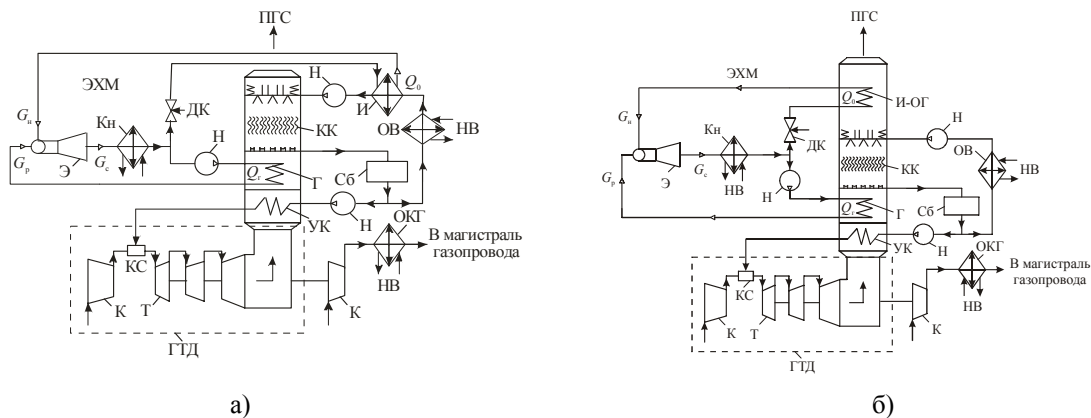 ПГС
ЭХМ
Н
Q₀
И
ДК
Gи
Кн
ОВ
НВ
КК
Н
Gр
Э
Gс
Сб
Qг
Г
УК
Н
ОКГ
В магистраль
газопровода
КС
НВ
К
Т
К
ГТД
а)
ПГС
ЭХМ
Q₀
И-ОГ
Н
Gи
Кн
ДК
ОВ
НВ
КК
Gр
Э
Gс
НВ
Н
Сб
Qг
Г
УК
Н
ОКГ
В магистраль
газопровода
КС
НВ
К
Т
К
ГТД
б)